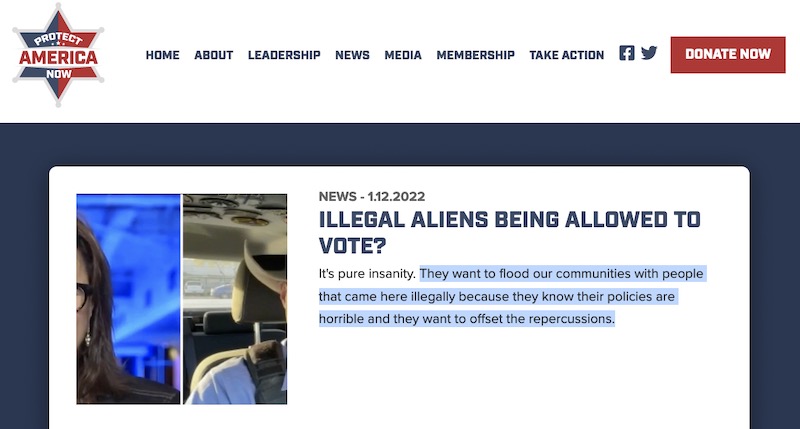 PROTECT
AMERICA
NOW
HOME ABOUT LEADERSHIP NEWS MEDIA MEMBERSHIP TAKE ACTION DONATE NOW
NEWS - 1.12.2022
ILLEGAL ALIENS BEING ALLOWED TO
VOTE?
It's pure insanity. They want to flood our communities with people
that came here illegally because they know their policies are
horrible and they want to offset the repercussions.